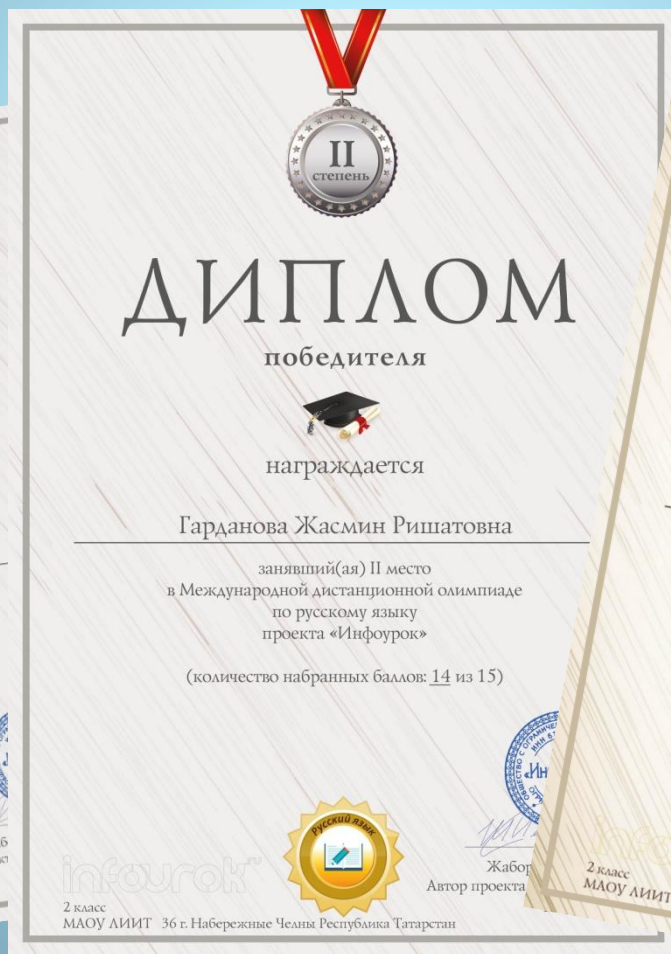 II
степень
ДИПЛОМ
победителя
награждается
Гарданова Жасмин Ришатовна
занявший(ая) II место
в Международной дистанционной олимпиаде
по русскому языку
проекта «Инфоурок»
(количество набранных баллов: 14 из 15)
Русский язык
infourok
Автор проекта
2 класс
МАОУ ЛИИТ 36 г. Набережные Челны Республика Татарстан
2 класс
МАОУ ЛИИТ